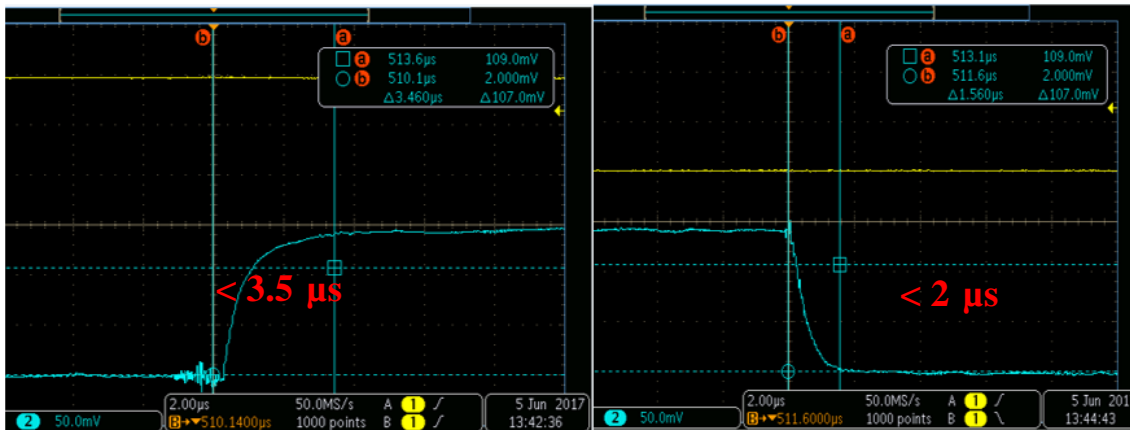 b a
a 513.6µs 109.0mV
b 510.1µs 2.000mV
Δ3.460µs Δ107.0mV
< 3.5 µs
2 50.0mV
2.00µs 50.0MS/s A 1
B→▼510.1400µs 1000 points B 1
5 Jun 2017
13:42:36
b a
a 513.1µs 109.0mV
b 511.6µs 2.000mV
Δ1.560µs Δ107.0mV
< 2 µs
2 50.0mV
2.00µs 50.0MS/s A 1
B→▼511.6000µs 1000 points B 1
5 Jun 201
13:44:43